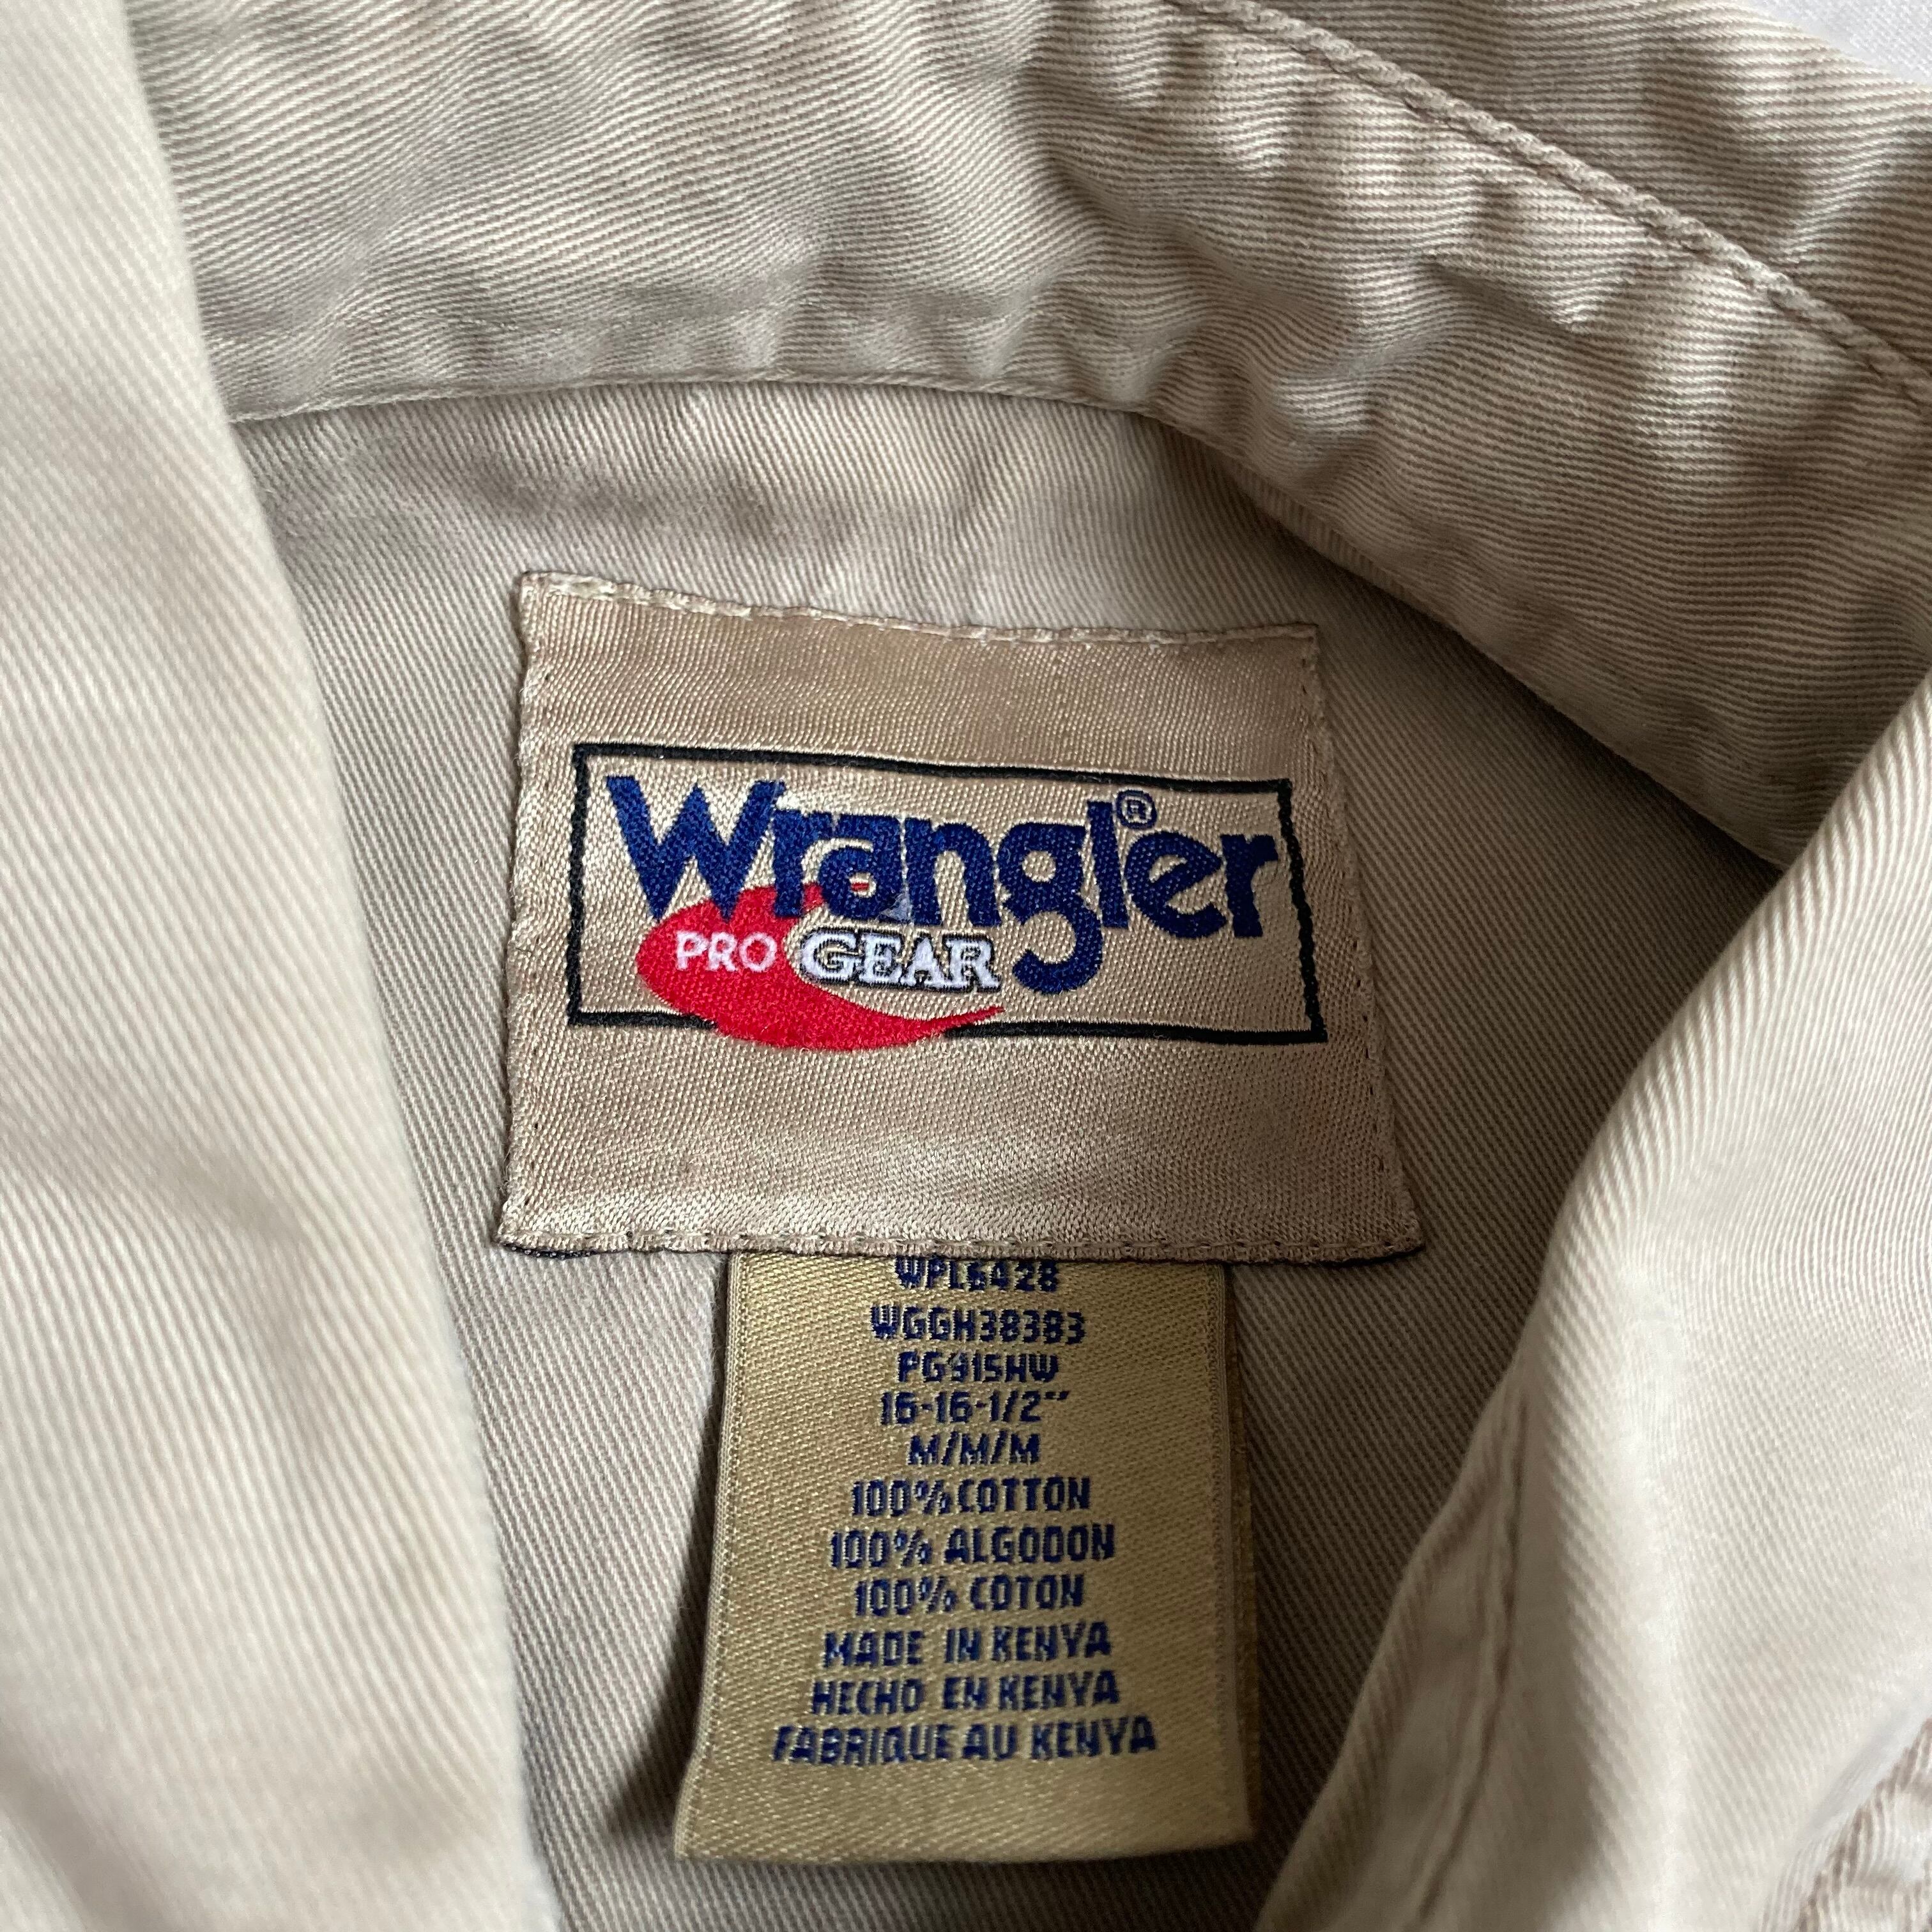 Wrangler®
PRO GEAR
WPL6428
WGGH38383
PG915HW
16-16-1/2"
M/M/M
100% COTTON
100% ALGODON
100% COTON
MADE IN KENYA
HECHO EN KENYA
FABRIQUE AU KENYA